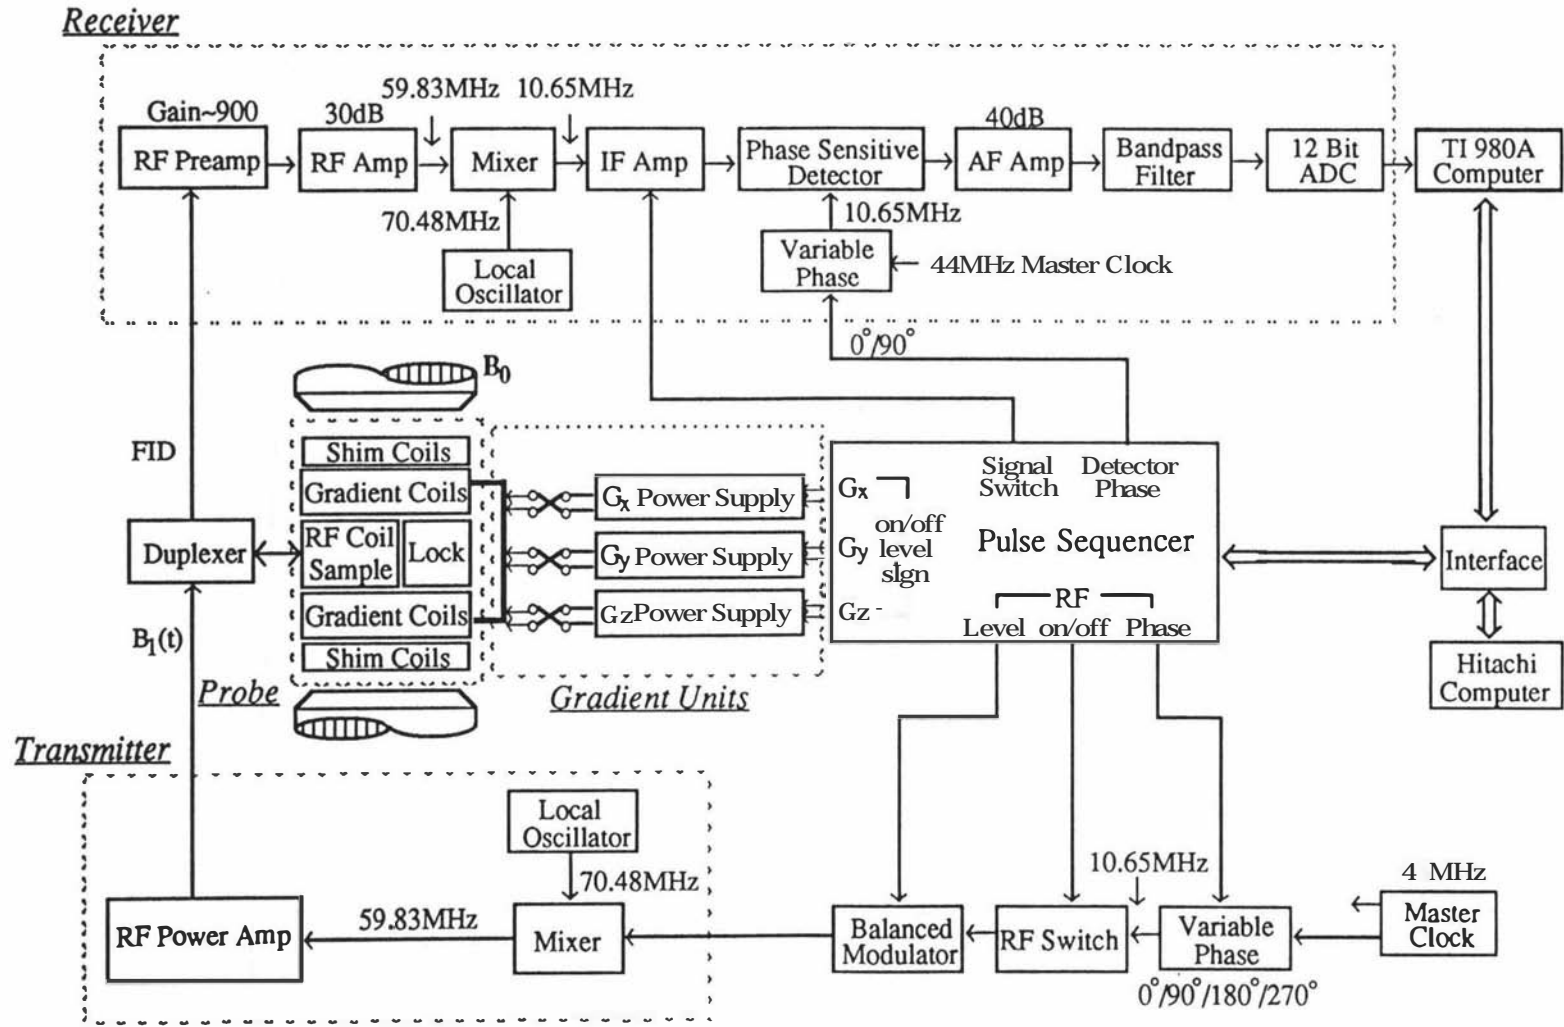 Receiver
59.83MHz
10.65MHz
Gain~900
30dB
40dB
RF Preamp
RF Amp
Mixer
IF Amp
Phase Sensitive
Detector
AF Amp
Bandpass
Filter
12 Bit
ADC
TI 980A
Computer
70.48MHz
10.65MHz
Local
Oscillator
Variable
Phase
44MHz Master Clock
0°/90°
B0
FID
Shim Coils
Gradient Coils
Duplexer
RF Coil
Sample
Lock
Gradient Coils
Shim Coils
B1(t)
Probe
Gx Power Supply
Gy Power Supply
GzPower Supply
Gradient Units
Gx
Gy
Gz -
on/off
level
sign
Signal
Switch
Detector
Phase
Pulse Sequencer
RF
Level on/off Phase
Interface
Hitachi
Computer
Transmitter
Local
Oscillator
70.48MHz
RF Power Amp
59.83MHz
Mixer
Balanced
Modulator
RF Switch
10.65MHz
Variable
Phase
0°/90°/180°/270°
4 MHz
Master
Clock